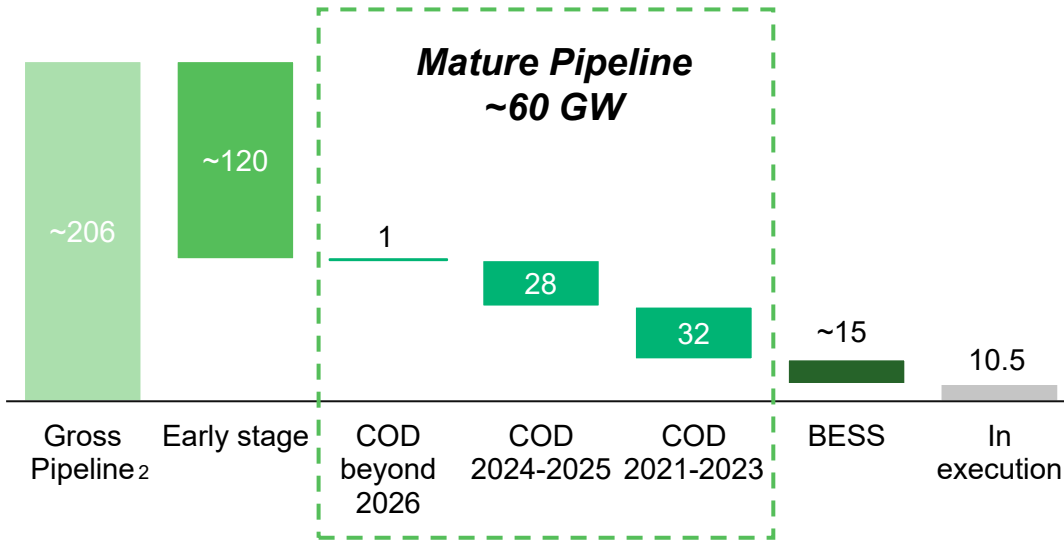 Mature Pipeline
~60 GW
~206
~120
1
28
32
~15
10.5
Gross
Pipeline 2
Early stage
COD
beyond
2026
COD
2024-2025
COD
2021-2023
BESS
In
execution